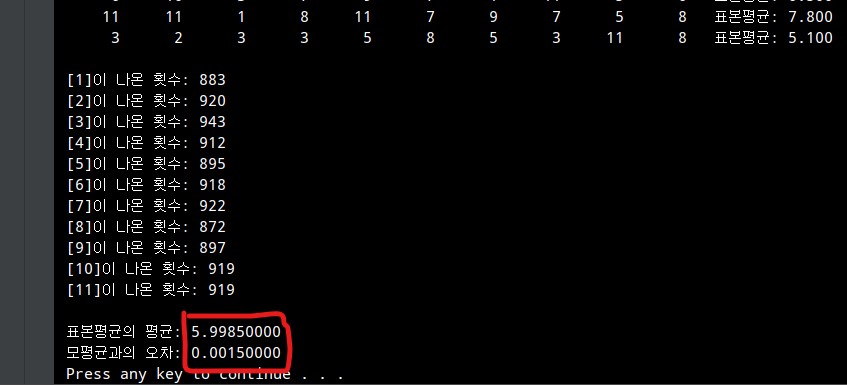 11 11 1 8 11 7 9 7 5 8 표본평균: 7.800
3 2 3 3 5 8 5 3 11 8 표본평균: 5.100
[1]이 나온 횟수: 883
[2]이 나온 횟수: 920
[3]이 나온 횟수: 943
[4]이 나온 횟수: 912
[5]이 나온 횟수: 895
[6]이 나온 횟수: 918
[7]이 나온 횟수: 922
[8]이 나온 횟수: 872
[9]이 나온 횟수: 897
[10]이 나온 횟수: 919
[11]이 나온 횟수: 919
표본평균의 평균: 5.99850000
모평균과의 오차: 0.00150000
Press any key to continue . . .